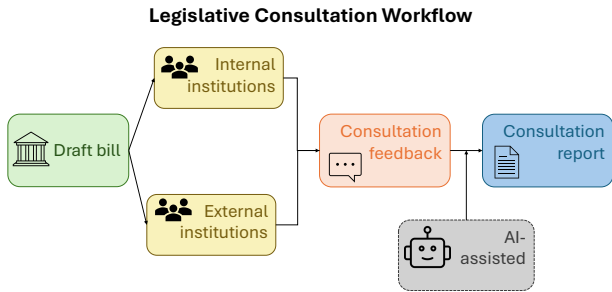 Legislative Consultation Workflow
Draft bill
Internal
institutions
External
institutions
Consultation
feedback
Consultation
report
AI-
assisted